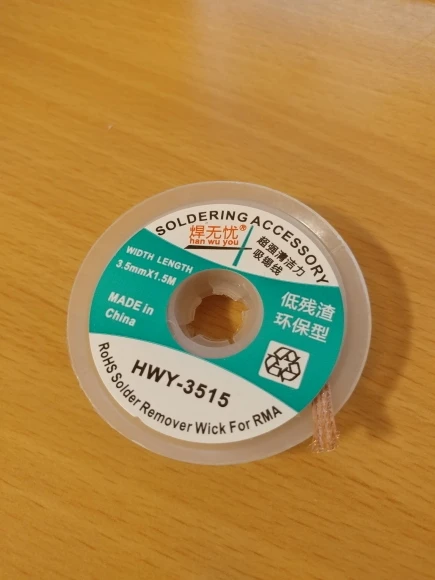 SOLDERING ACCESSORY
焊无忧®
han wu you
超强清洁力
吸锡线
WIDTH LENGTH
3.5mmX1.5M
低残渣
环保型
MADE in
China
HWY-3515
RoHS Solder Remover Wick For RMA